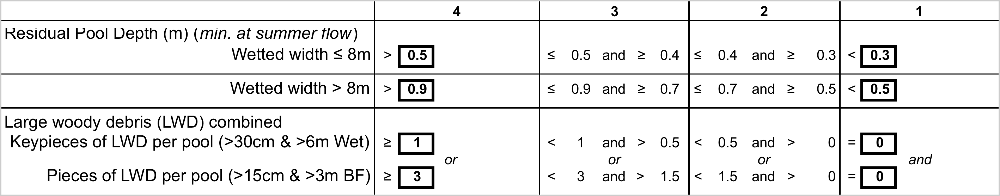 4 3 2 1
Residual Pool Depth (m) (min. at summer flow)
Wetted width ≤ 8m > 0.5 ≤ 0.5 and ≥ 0.4 ≤ 0.4 and ≥ 0.3 < 0.3
Wetted width > 8m > 0.9 ≤ 0.9 and ≥ 0.7 ≤ 0.7 and ≥ 0.5 < 0.5
Large woody debris (LWD) combined
Keypieces of LWD per pool (>30cm & >6m Wet) ≥ 1 < 1 and > 0.5 < 0.5 and > 0 = 0
or or or and
Pieces of LWD per pool (>15cm & >3m BF) ≥ 3 < 3 and > 1.5 < 1.5 and > 0 = 0